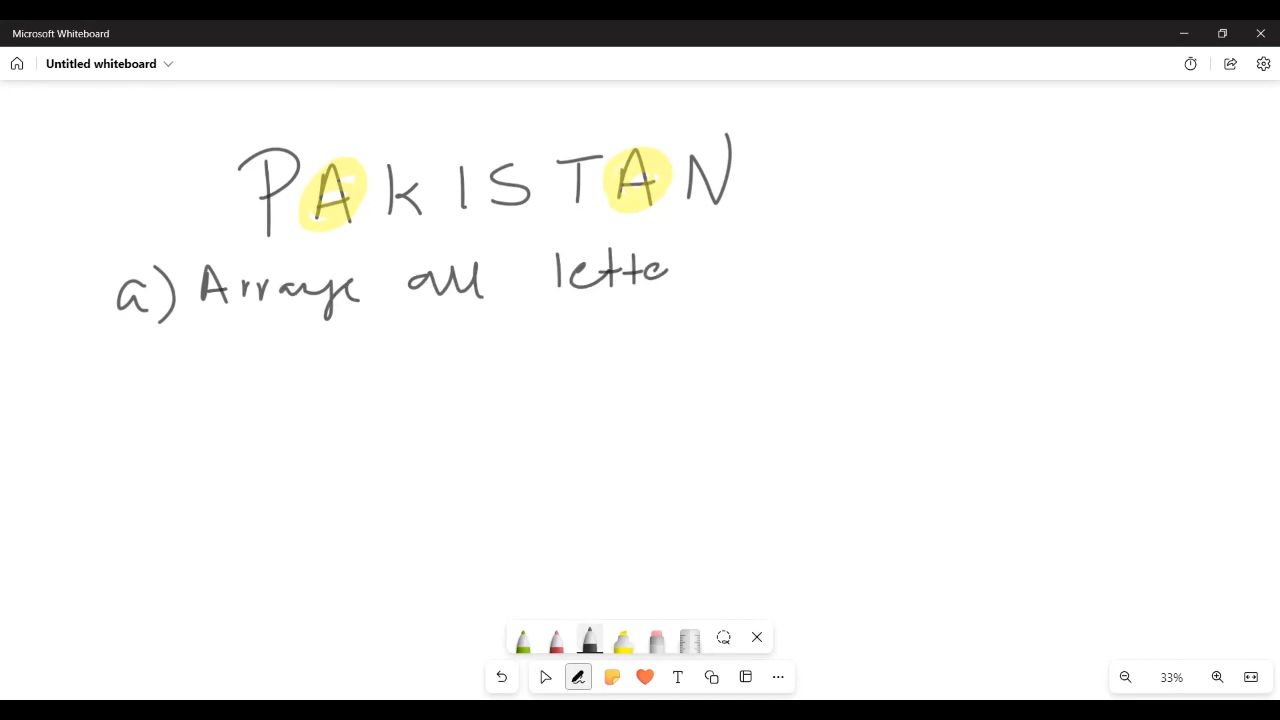 Microsoft Whiteboard
Untitled whiteboard
PAKISTAN
a) Arrange all lette
33%